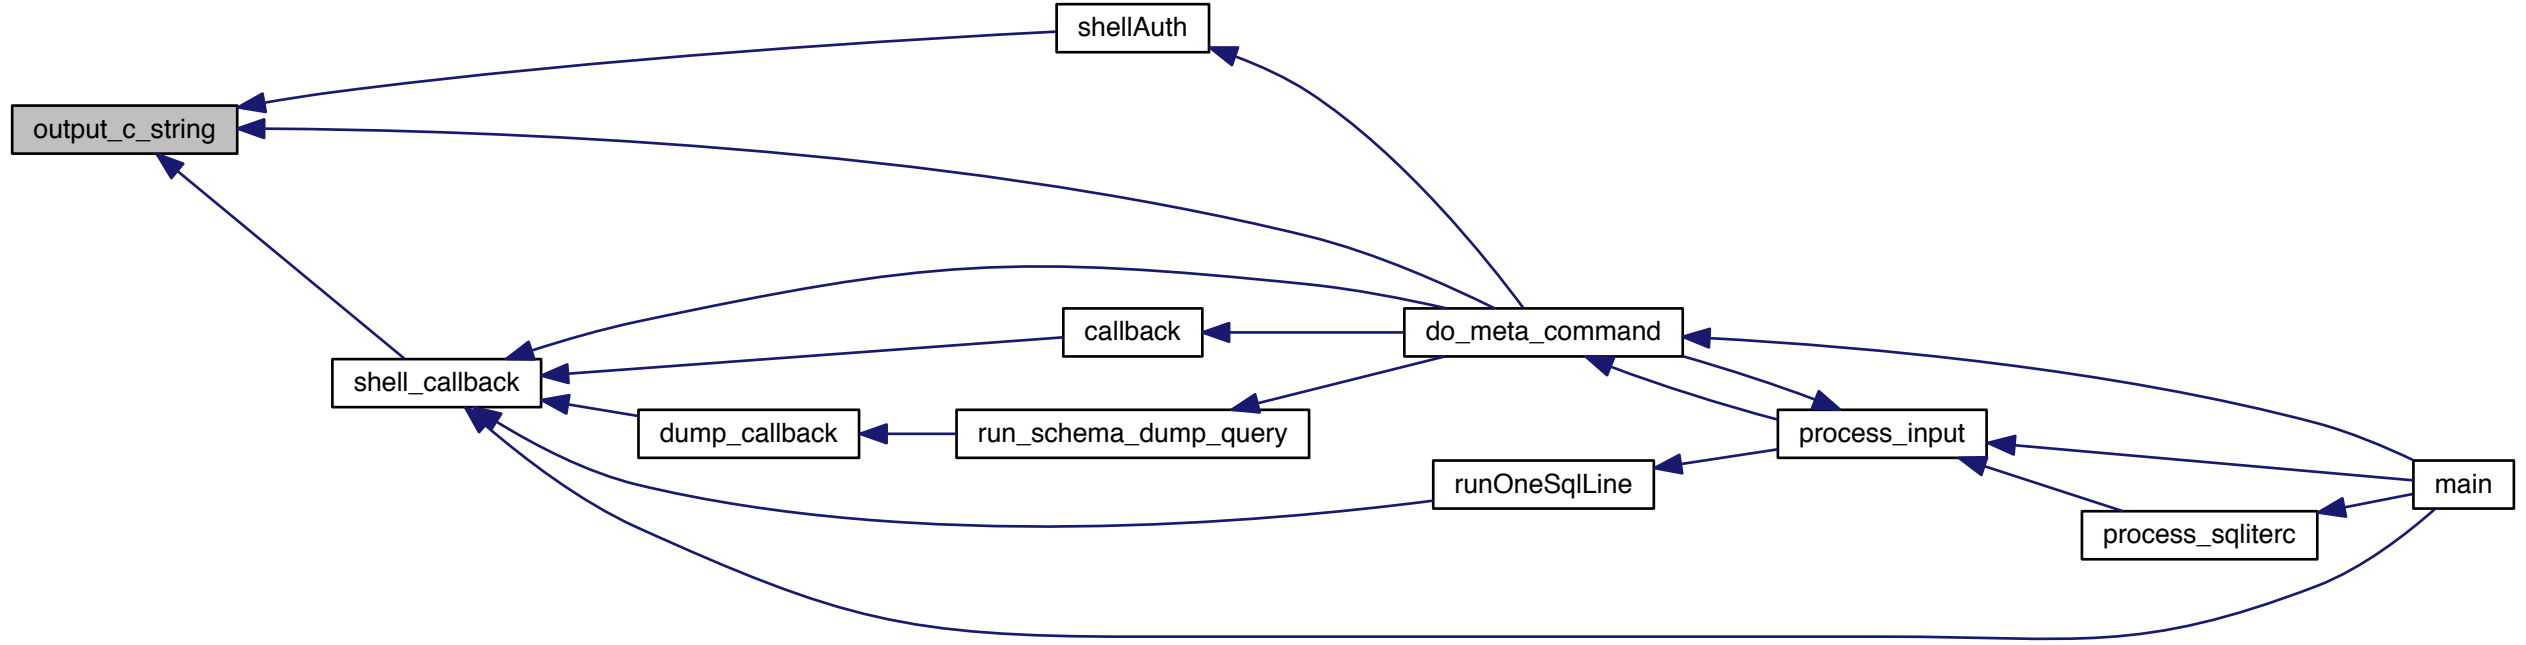 shellAuth
output_c_string
callback
do_meta_command
shell_callback
dump_callback
run_schema_dump_query
process_input
runOneSqlLine
main
process_sqliterc